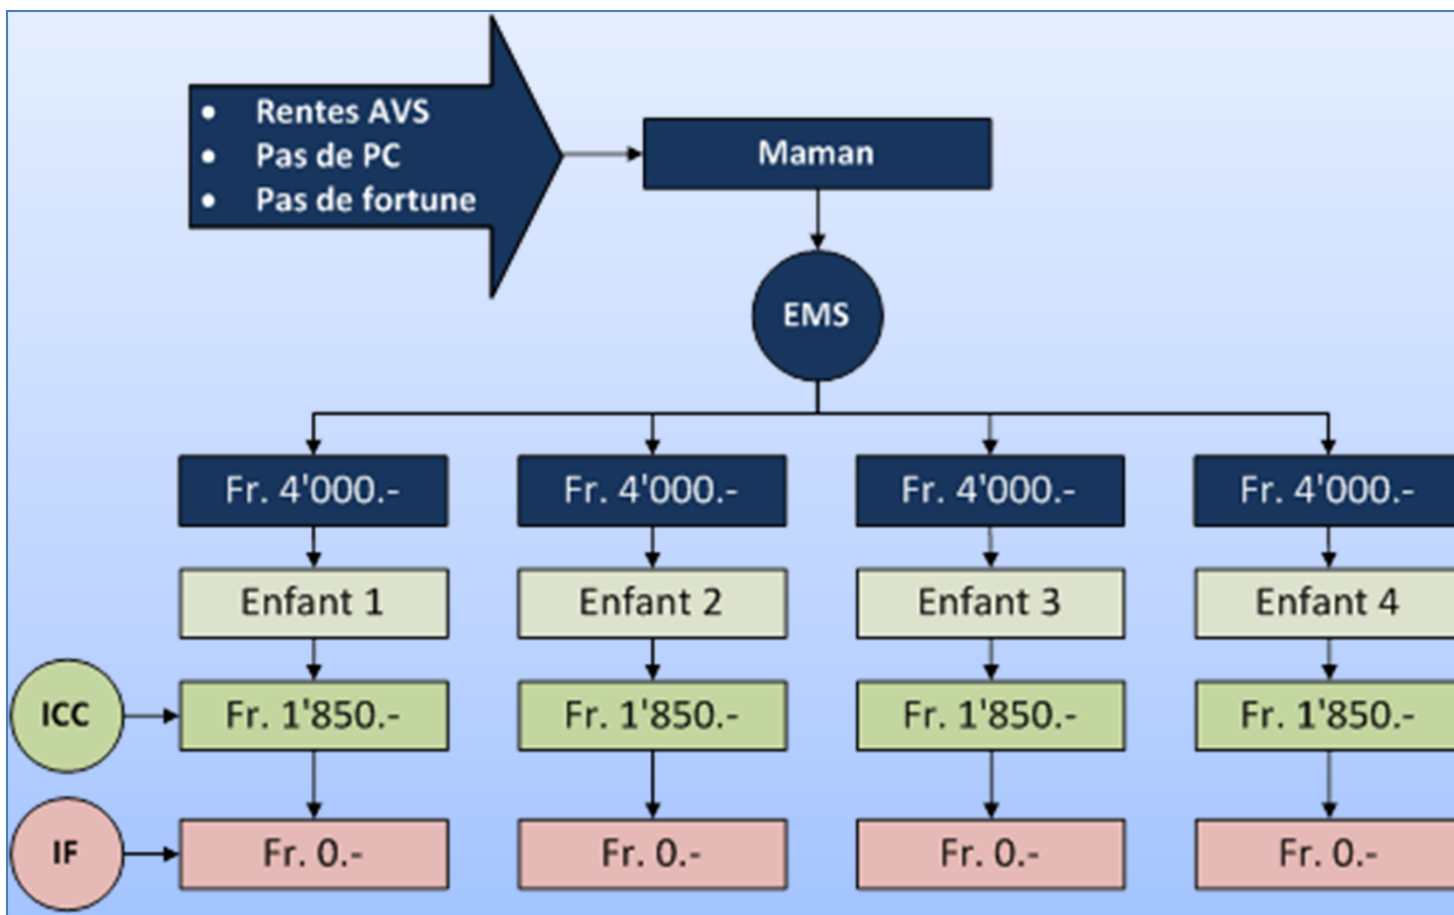 • Rentes AVS
• Pas de PC
• Pas de fortune
Maman
EMS
Fr. 4'000.- Fr. 4'000.- Fr. 4'000.- Fr. 4'000.-
Enfant 1 Enfant 2 Enfant 3 Enfant 4
ICC Fr. 1'850.- Fr. 1'850.- Fr. 1'850.- Fr. 1'850.-
IF Fr. 0.- Fr. 0.- Fr. 0.- Fr. 0.-